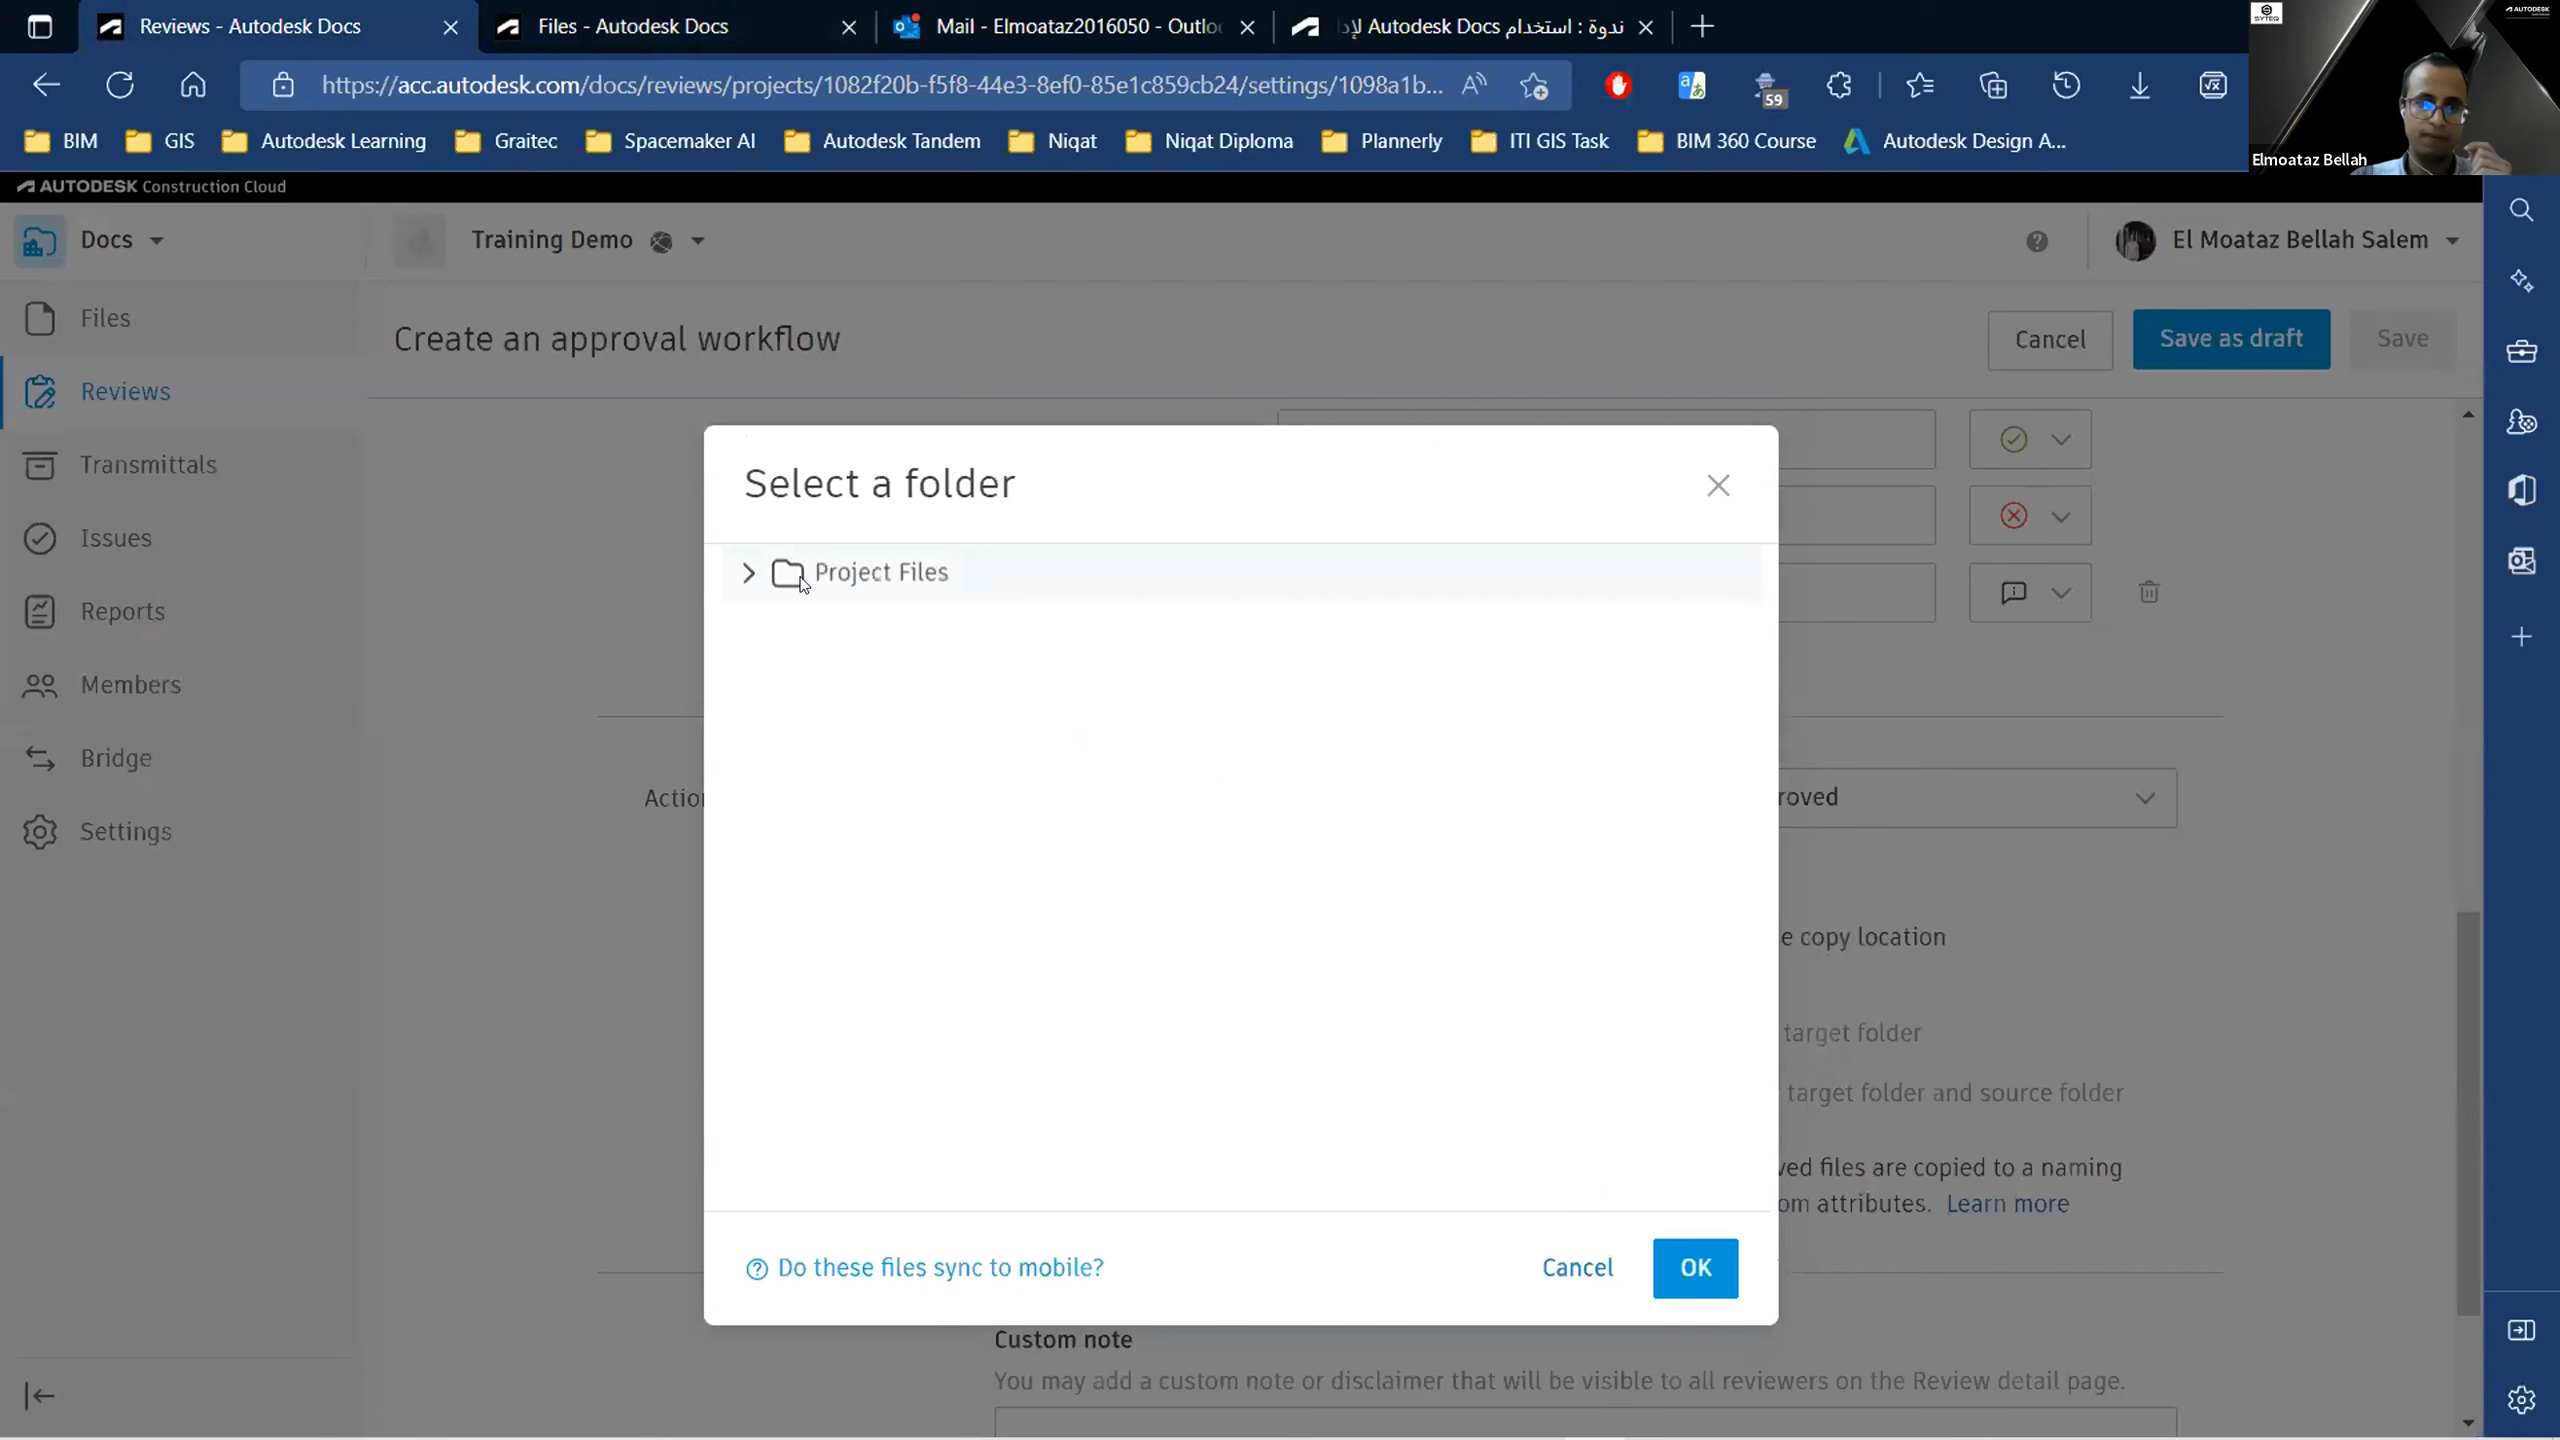 Reviews - Autodesk Docs
Files - Autodesk Docs
Mail - Elmoataz2016050 - Outlo
ندوة : استخدام Autodesk Docs لإدا
https://acc.autodesk.com/docs/reviews/projects/1082f20b-f5f8-44e3-8ef0-85e1c859cb24/settings/1098a1b...
59
SYTEQ
AUTODESK
BIM
GIS
Autodesk Learning
Graitec
Spacemaker AI
Autodesk Tandem
Niqat
Niqat Diploma
Plannerly
ITI GIS Task
BIM 360 Course
Autodesk Design A...
Elmoataz Bellah
AUTODESK Construction Cloud
Docs
Training Demo
El Moataz Bellah Salem
Files
Reviews
Transmittals
Issues
Reports
Members
Bridge
Settings
Create an approval workflow
Cancel
Save as draft
Save
Select a folder
Project Files
Action
roved
e copy location
target folder
target folder and source folder
ved files are copied to a naming
om attributes. Learn more
Do these files sync to mobile?
Cancel
OK
Custom note
You may add a custom note or disclaimer that will be visible to all reviewers on the Review detail page.